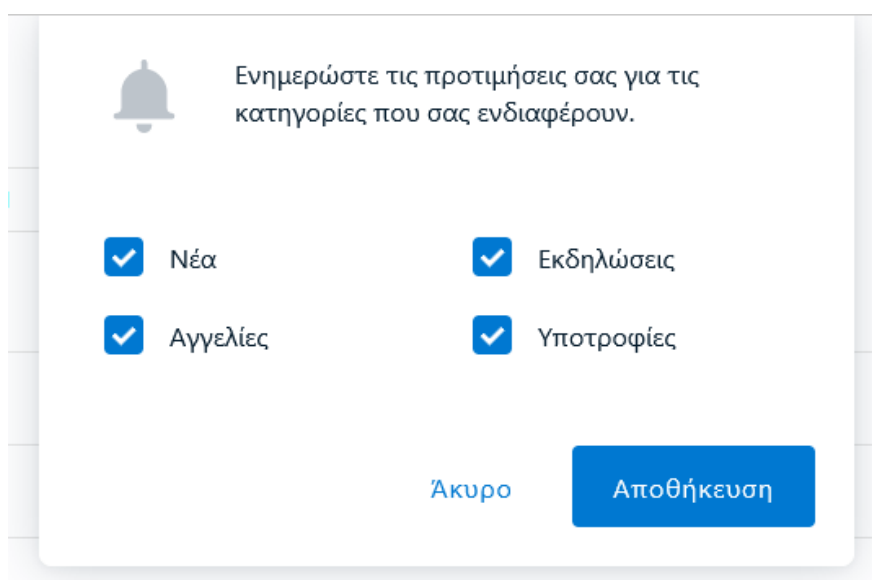 Ενημερώστε τις προτιμήσεις σας για τις
κατηγορίες που σας ενδιαφέρουν.
Νέα
Εκδηλώσεις
Αγγελίες
Υποτροφίες
Άκυρο
Αποθήκευση